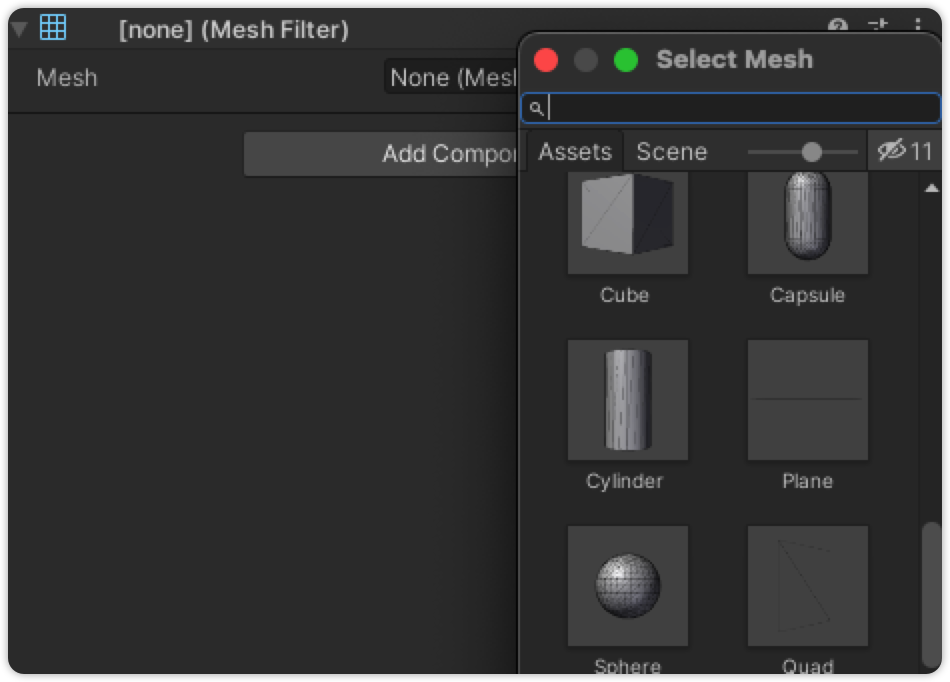 [none] (Mesh Filter)
Mesh
None (Mesl
Add Compor
Select Mesh
Assets
Scene
11
Cube
Capsule
Cylinder
Plane
Sphere
Quad